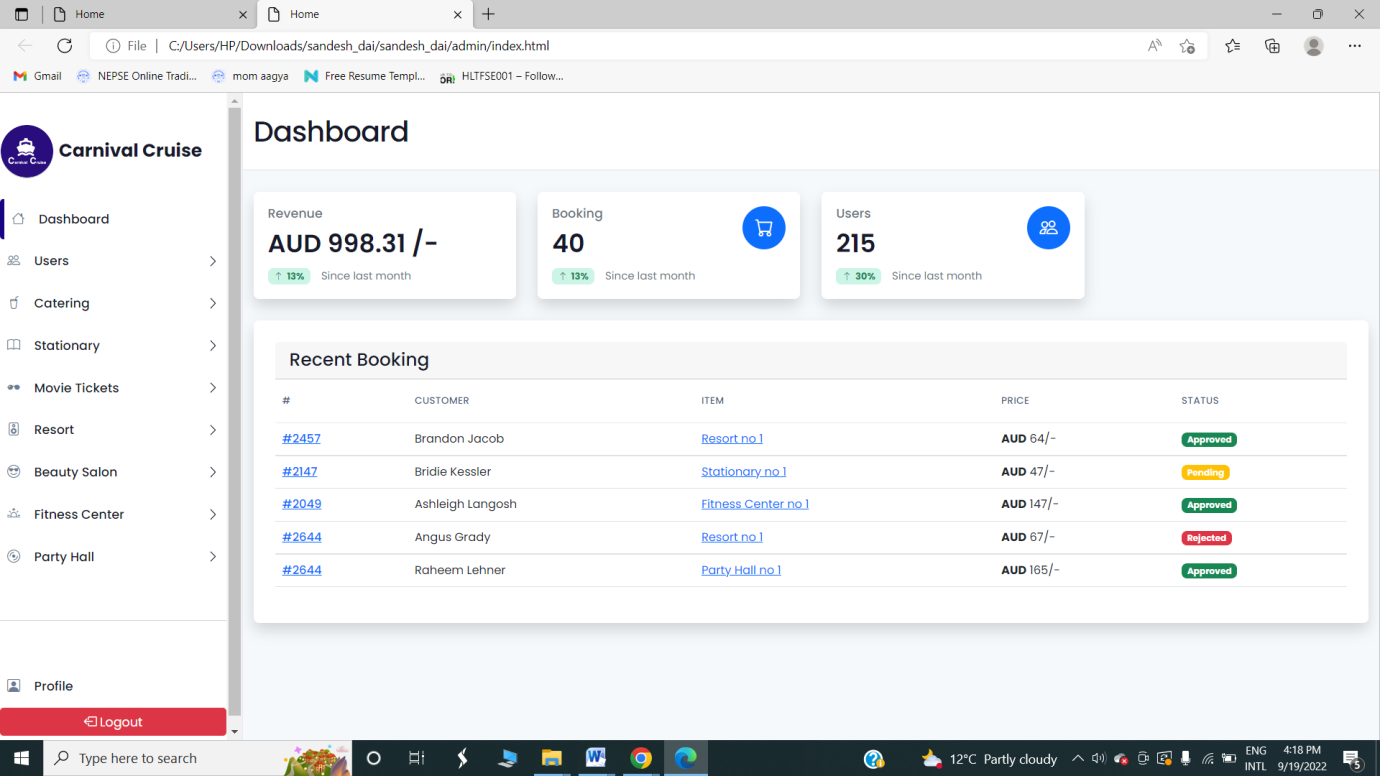 Home
Home
File
C:/Users/HP/Downloads/sandesh_dai/sandesh_dai/admin/index.html
Gmail
NEPSE Online Tradi...
mom aagya
Free Resume Templ...
HLTFSE001 – Follow...
Carnival Cruise
Carnival Cruise
Dashboard
Users
Catering
Stationary
Movie Tickets
Resort
Beauty Salon
Fitness Center
Party Hall
Profile
Logout
Dashboard
Revenue
AUD 998.31 /-
↑ 13% Since last month
Booking
40
↑ 13% Since last month
Users
215
↑ 30% Since last month
Recent Booking
# CUSTOMER ITEM PRICE STATUS
#2457 Brandon Jacob Resort no 1 AUD 64/- Approved
#2147 Bridie Kessler Stationary no 1 AUD 47/- Pending
#2049 Ashleigh Langosh Fitness Center no 1 AUD 147/- Approved
#2644 Angus Grady Resort no 1 AUD 67/- Rejected
#2644 Raheem Lehner Party Hall no 1 AUD 165/- Approved
Type here to search
12°C Partly cloudy
ENG
INTL
4:18 PM
9/19/2022
5